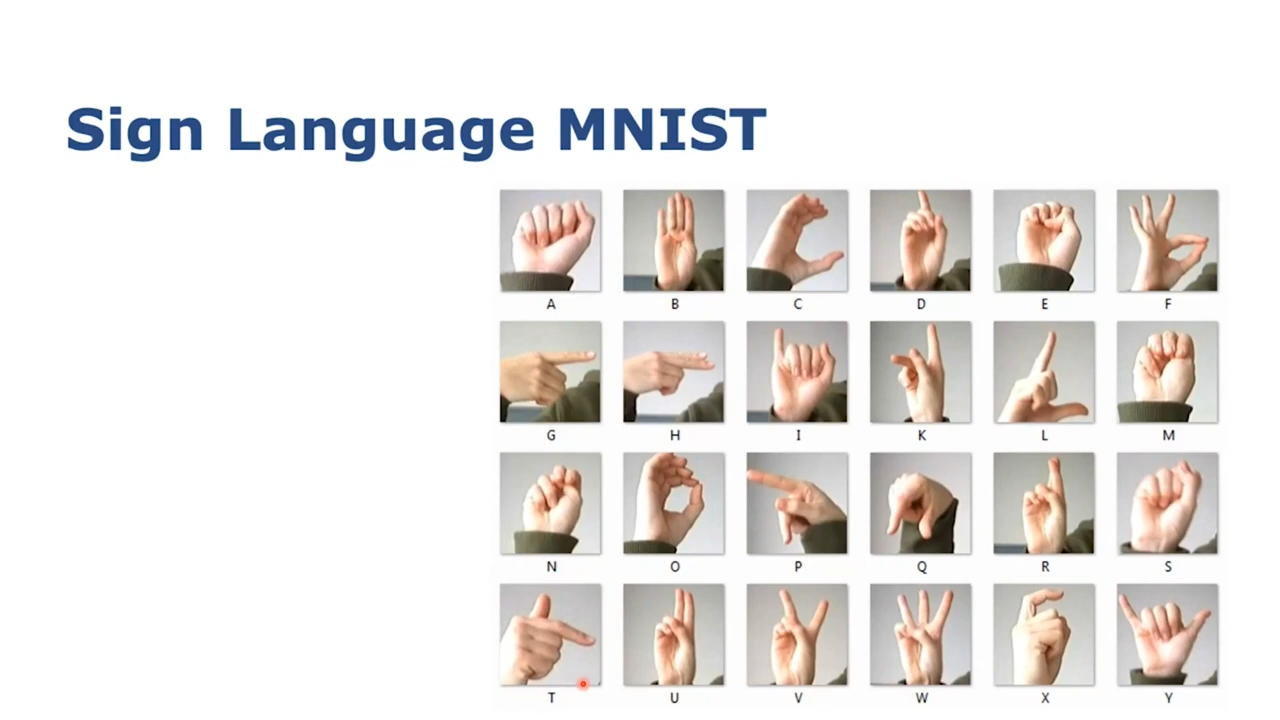 Sign Language MNIST
A B C D E F
G H I K L M
N O P Q R S
T U V W X Y